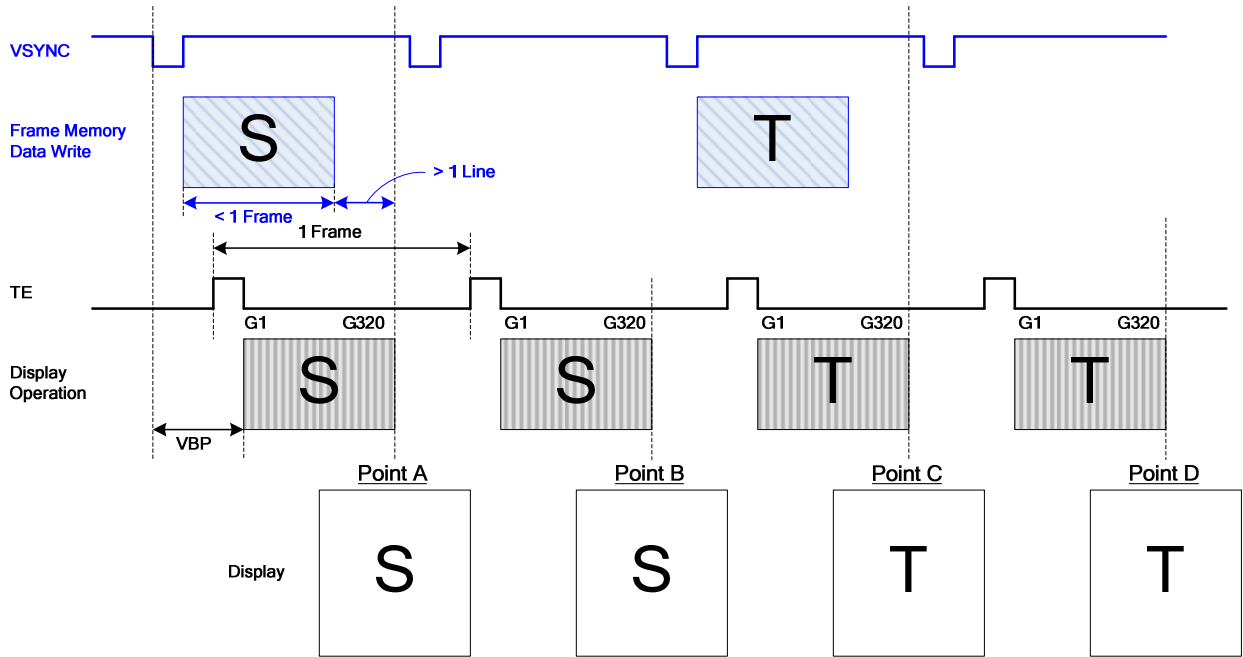 VSYNC
Frame Memory
Data Write
S
T
> 1 Line
< 1 Frame
1 Frame
TE
G1 G320 G1 G320 G1 G320 G1 G320
Display
Operation
S S T T
VBP
Point A Point B Point C Point D
Display
S S T T